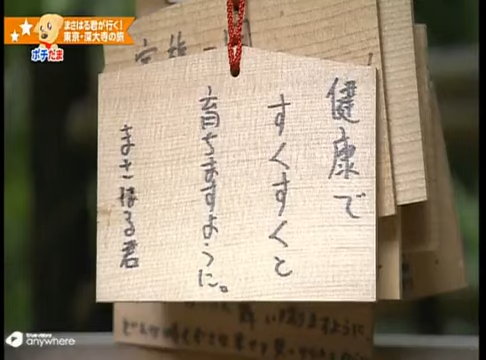 まさはる君が行く!
東京・深大寺の旅
ポチたま
健康で
すくすくと
育ちますように。
まさはる君
true vision
anywhere